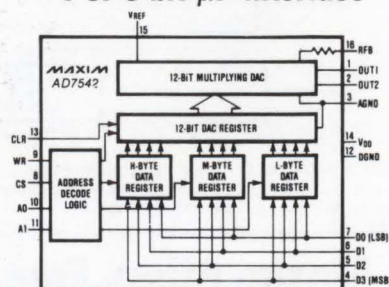 VREF
15
16 RFB
MAXIM
AD7542
12-BIT MULTIPLYING DAC
1 OUT1
2 OUT2
3 AGND
CLR 13
12-BIT DAC REGISTER
14 VDD
12 DGND
WR 9
CS 8
A0 10
A1 11
ADDRESS
DECODE
LOGIC
H-BYTE
DATA
REGISTER
M-BYTE
DATA
REGISTER
L-BYTE
DATA
REGISTER
7 D0 (LSB)
6 D1
5 D2
4 D3 (MSB